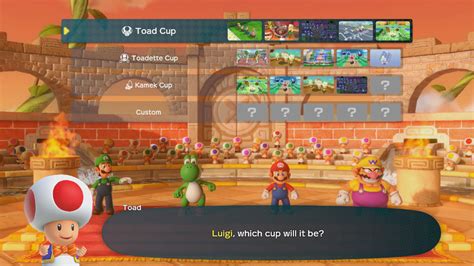 Toad Cup
Toadette Cup
Kamek Cup
?
Custom
? ? ? ? ?
Toad
Luigi, which cup will it be?